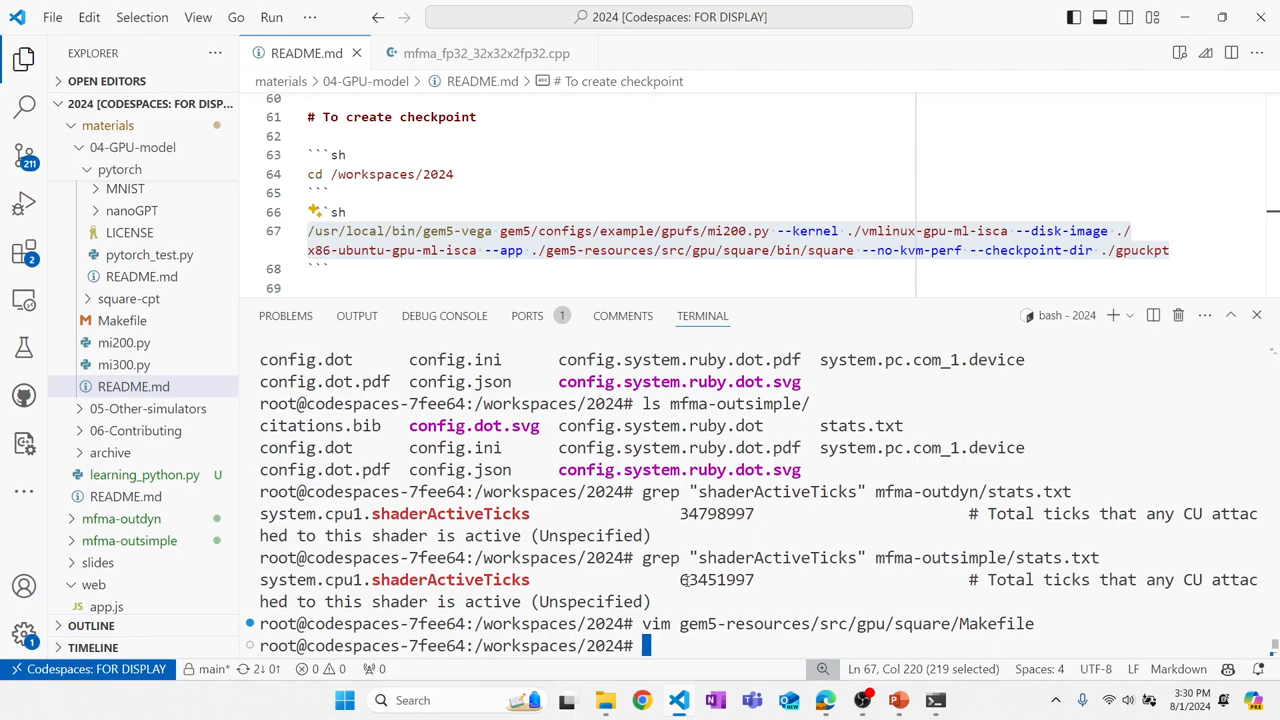 File Edit Selection View Go Run ··· 2024 [Codespaces: FOR DISPLAY]
EXPLORER ···
README.md
mfma_fp32_32x32x2fp32.cpp
OPEN EDITORS
materials > 04-GPU-model > README.md > # To create checkpoint
2024 [CODESPACES: FOR DISP...
materials
04-GPU-model
pytorch
MNIST
nanoGPT
LICENSE
pytorch_test.py
README.md
square-cpt
Makefile
mi200.py
mi300.py
README.md
05-Other-simulators
06-Contributing
archive
learning_python.py U
README.md
mfma-outdyn
mfma-outsimple
slides
web
app.js
OUTLINE
TIMELINE
211
2
1
60
61 # To create checkpoint
62
63 ```sh
64 cd /workspaces/2024
65 ```
66 ```sh
67 /usr/local/bin/gem5-vega gem5/configs/example/gpufs/mi200.py --kernel ./vmlinux-gpu-ml-isca --disk-image ./
x86-ubuntu-gpu-ml-isca --app ./gem5-resources/src/gpu/square/bin/square --no-kvm-perf --checkpoint-dir ./gpuckpt
68 ```
69
PROBLEMS OUTPUT DEBUG CONSOLE PORTS 1 COMMENTS TERMINAL bash - 2024
config.dot config.ini config.system.ruby.dot.pdf system.pc.com_1.device
config.dot.pdf config.json config.system.ruby.dot.svg
root@codespaces-7fee64:/workspaces/2024# ls mfma-outsimple/
citations.bib config.dot.svg config.system.ruby.dot stats.txt
config.dot config.ini config.system.ruby.dot.pdf system.pc.com_1.device
config.dot.pdf config.json config.system.ruby.dot.svg
root@codespaces-7fee64:/workspaces/2024# grep "shaderActiveTicks" mfma-outdyn/stats.txt
system.cpu1.shaderActiveTicks 34798997 # Total ticks that any CU attac
hed to this shader is active (Unspecified)
root@codespaces-7fee64:/workspaces/2024# grep "shaderActiveTicks" mfma-outsimple/stats.txt
system.cpu1.shaderActiveTicks 63451997 # Total ticks that any CU attac
hed to this shader is active (Unspecified)
root@codespaces-7fee64:/workspaces/2024# vim gem5-resources/src/gpu/square/Makefile
root@codespaces-7fee64:/workspaces/2024#
Codespaces: FOR DISPLAY main* 2↓ 0↑ 0 0 0 Ln 67, Col 220 (219 selected) Spaces: 4 UTF-8 LF Markdown
Search
3:30 PM
8/1/2024